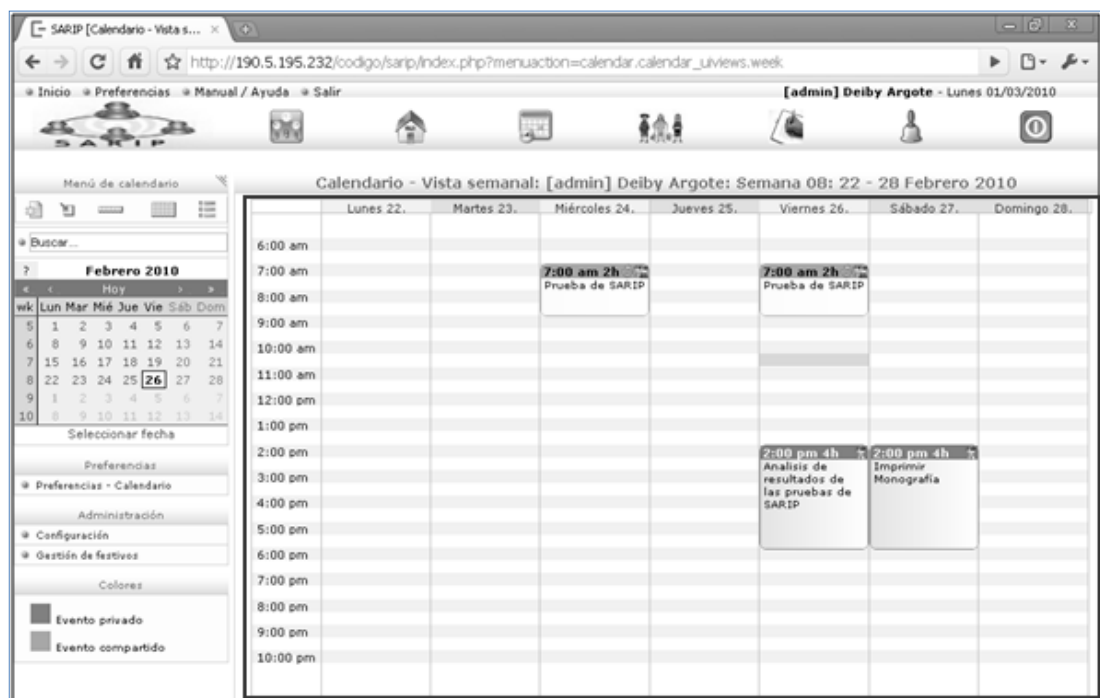 SARIP [Calendario - Vista s...
http://190.5.195.232/codigo/sarip/index.php?menuaction=calendar.calendar_uiviews.week
Inicio Preferencias Manual / Ayuda Salir
[admin] Deiby Argote - Lunes 01/03/2010
SARIP
Menú de calendario
Calendario - Vista semanal: [admin] Deiby Argote: Semana 08: 22 - 28 Febrero 2010
Buscar...
? Febrero 2010
« ‹ Hoy › »
wk Lun Mar Mié Jue Vie Sáb Dom
5 1 2 3 4 5 6 7
6 8 9 10 11 12 13 14
7 15 16 17 18 19 20 21
8 22 23 24 25 26 27 28
9 1 2 3 4 5 6 7
10 8 9 10 11 12 13 14
Seleccionar fecha
Preferencias
Preferencias - Calendario
Administración
Configuración
Gestión de festivos
Colores
Evento privado
Evento compartido
Lunes 22. Martes 23. Miércoles 24. Jueves 25. Viernes 26. Sábado 27. Domingo 28.
6:00 am
7:00 am
8:00 am
9:00 am
10:00 am
11:00 am
12:00 pm
1:00 pm
2:00 pm
3:00 pm
4:00 pm
5:00 pm
6:00 pm
7:00 pm
8:00 pm
9:00 pm
10:00 pm
7:00 am 2h
Prueba de SARIP
7:00 am 2h
Prueba de SARIP
2:00 pm 4h
Analisis de
resultados de
las pruebas de
SARIP
2:00 pm 4h
Imprimir
Monografía